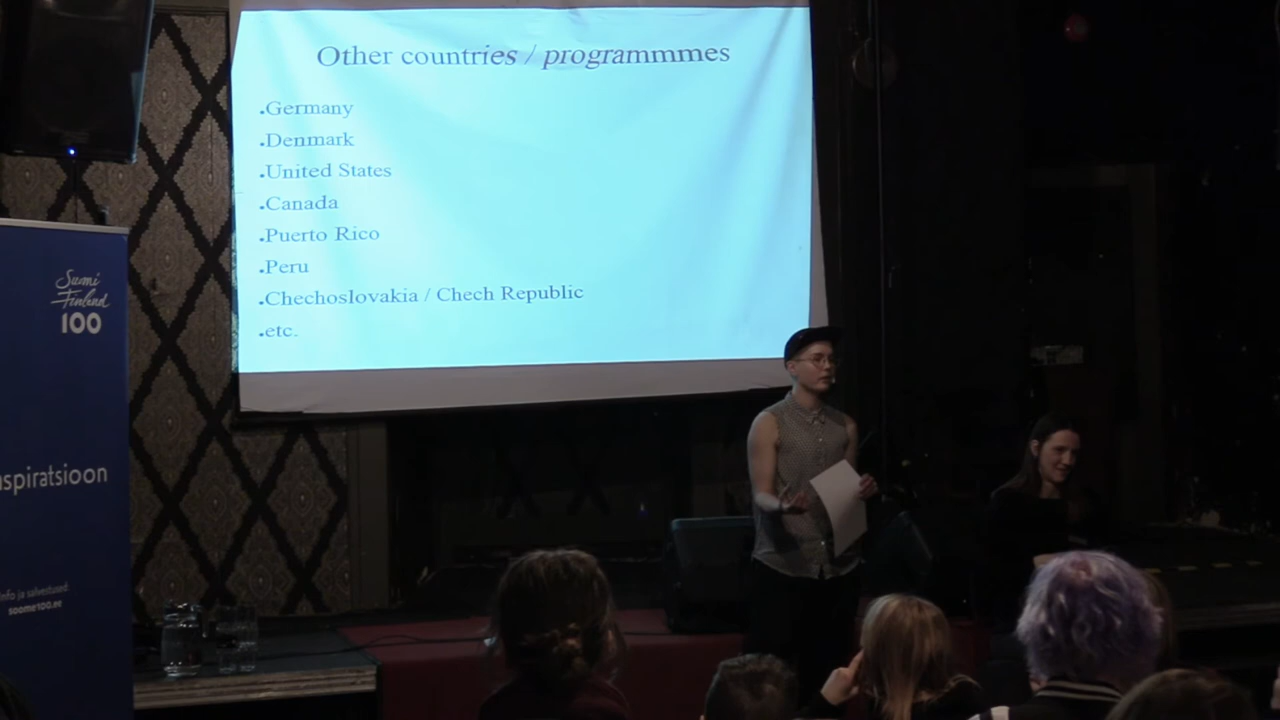 Other countries / programmmes
.Germany
.Denmark
.United States
.Canada
.Puerto Rico
.Peru
.Chechoslovakia / Chech Republic
.etc.
Suomi
Finland
100
nspiratsioon
info ja salvestused
soome100.ee